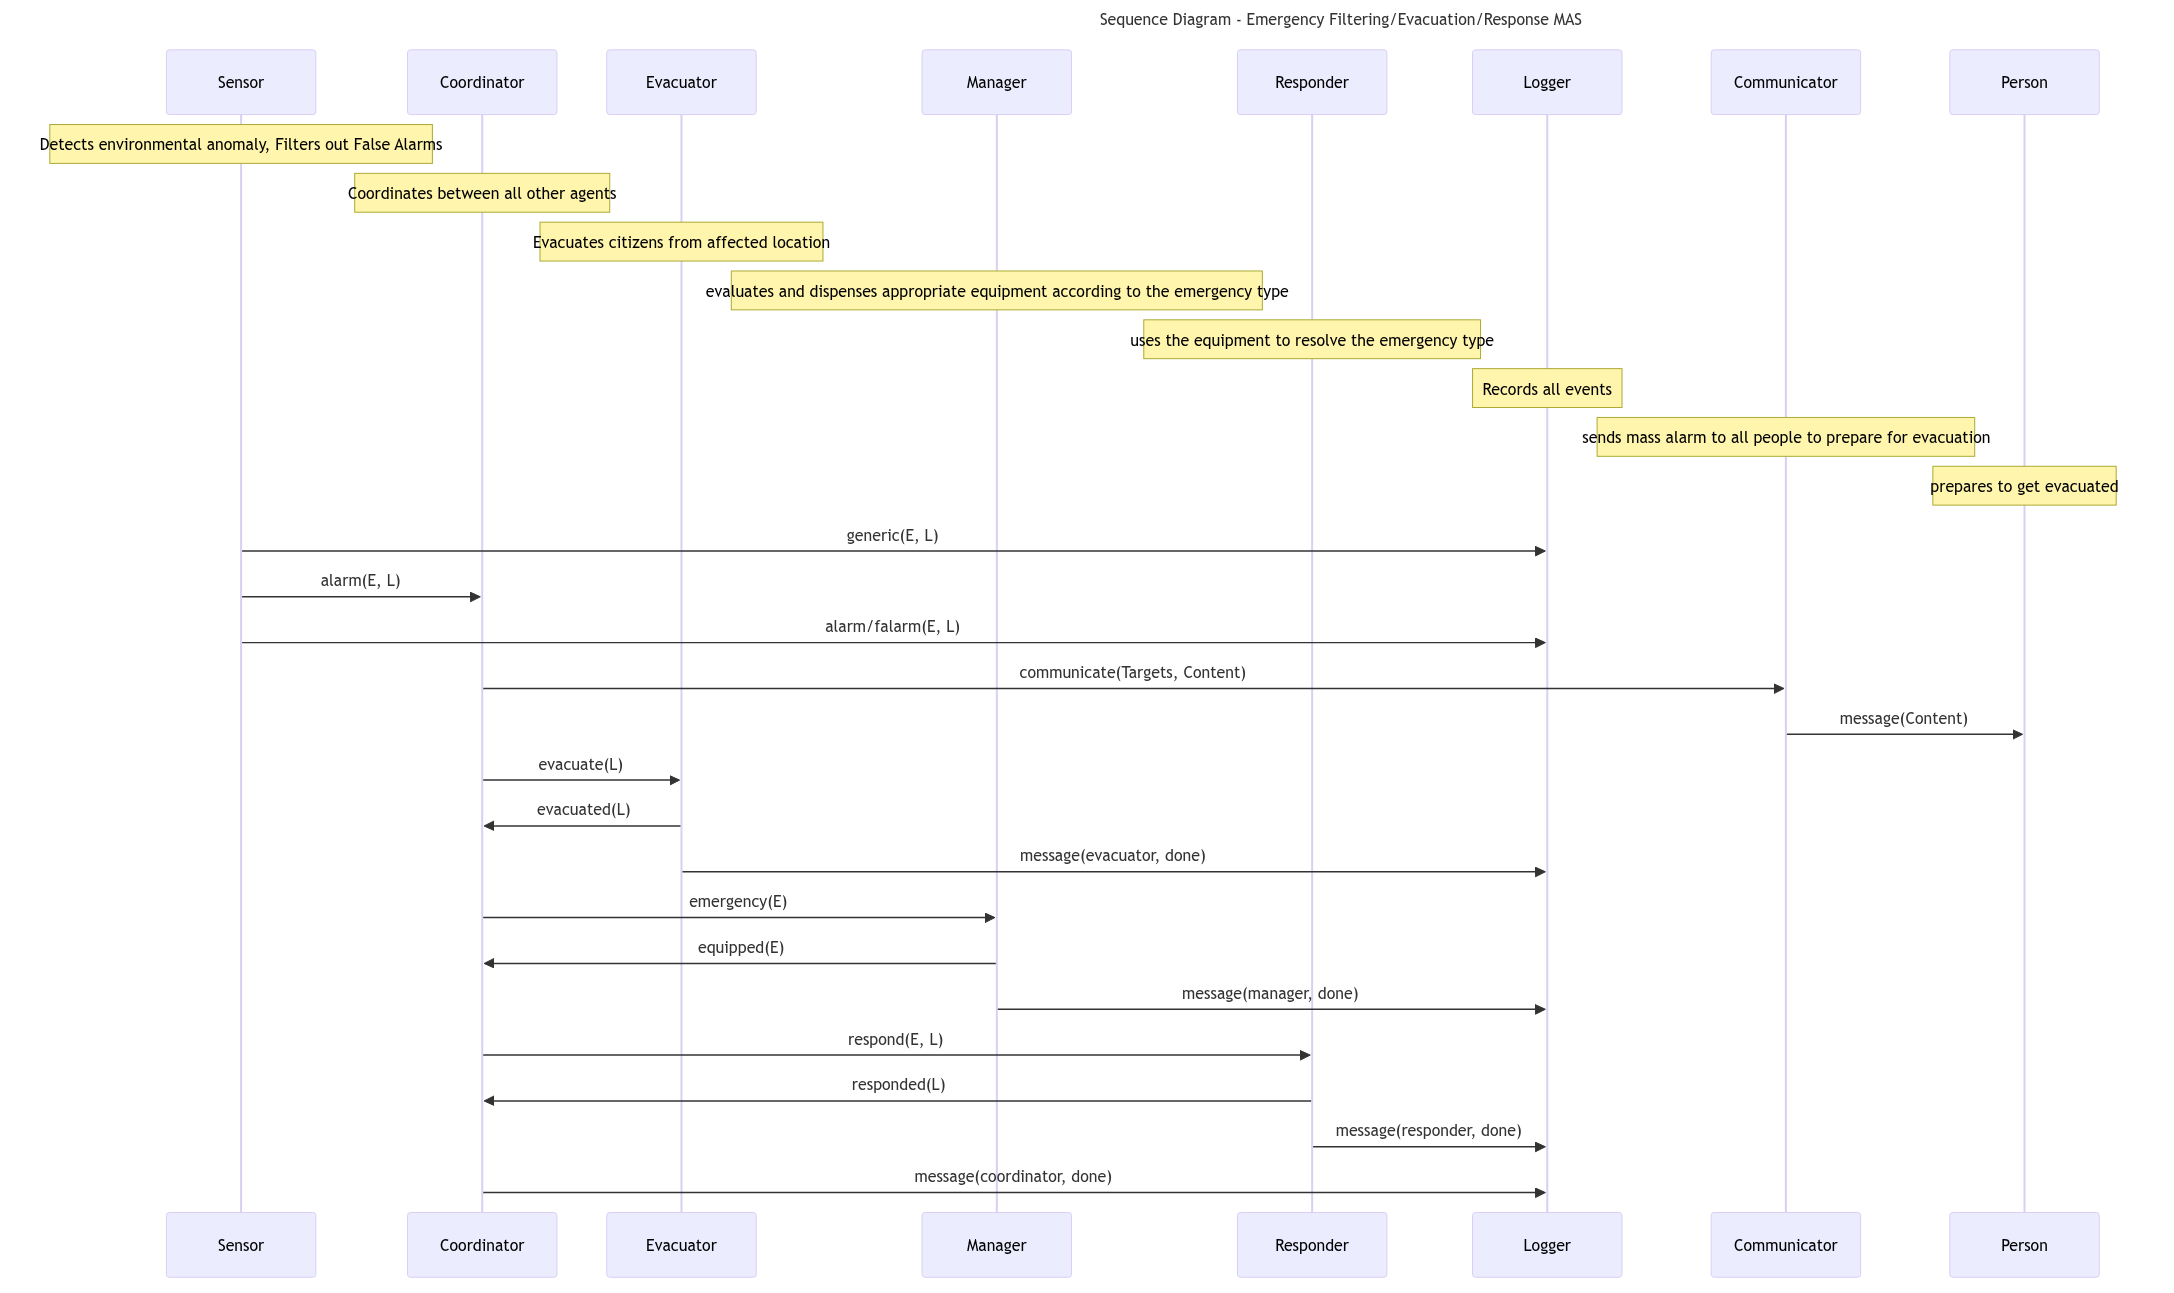 Sequence Diagram - Emergency Filtering/Evacuation/Response MAS
Sensor
Coordinator
Evacuator
Manager
Responder
Logger
Communicator
Person
Detects environmental anomaly, Filters out False Alarms
Coordinates between all other agents
Evacuates citizens from affected location
evaluates and dispenses appropriate equipment according to the emergency type
uses the equipment to resolve the emergency type
Records all events
sends mass alarm to all people to prepare for evacuation
prepares to get evacuated
generic(E, L)
alarm(E, L)
alarm/falarm(E, L)
communicate(Targets, Content)
message(Content)
evacuate(L)
evacuated(L)
message(evacuator, done)
emergency(E)
equipped(E)
message(manager, done)
respond(E, L)
responded(L)
message(responder, done)
message(coordinator, done)
Sensor
Coordinator
Evacuator
Manager
Responder
Logger
Communicator
Person